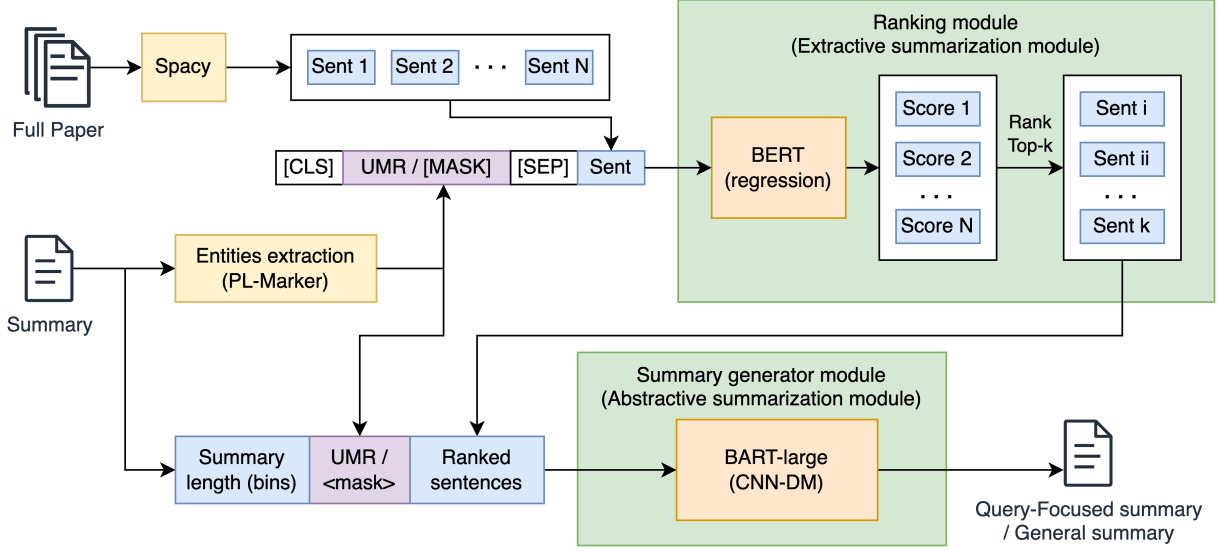 Ranking module
(Extractive summarization module)
Full Paper
Spacy
Sent 1
Sent 2
. . .
Sent N
[CLS]
UMR / [MASK]
[SEP]
Sent
BERT
(regression)
Score 1
Score 2
. . .
Score N
Rank
Top-k
Sent i
Sent ii
. . .
Sent k
Summary
Entities extraction
(PL-Marker)
Summary generator module
(Abstractive summarization module)
Summary
length (bins)
UMR /
<mask>
Ranked
sentences
BART-large
(CNN-DM)
Query-Focused summary
/ General summary